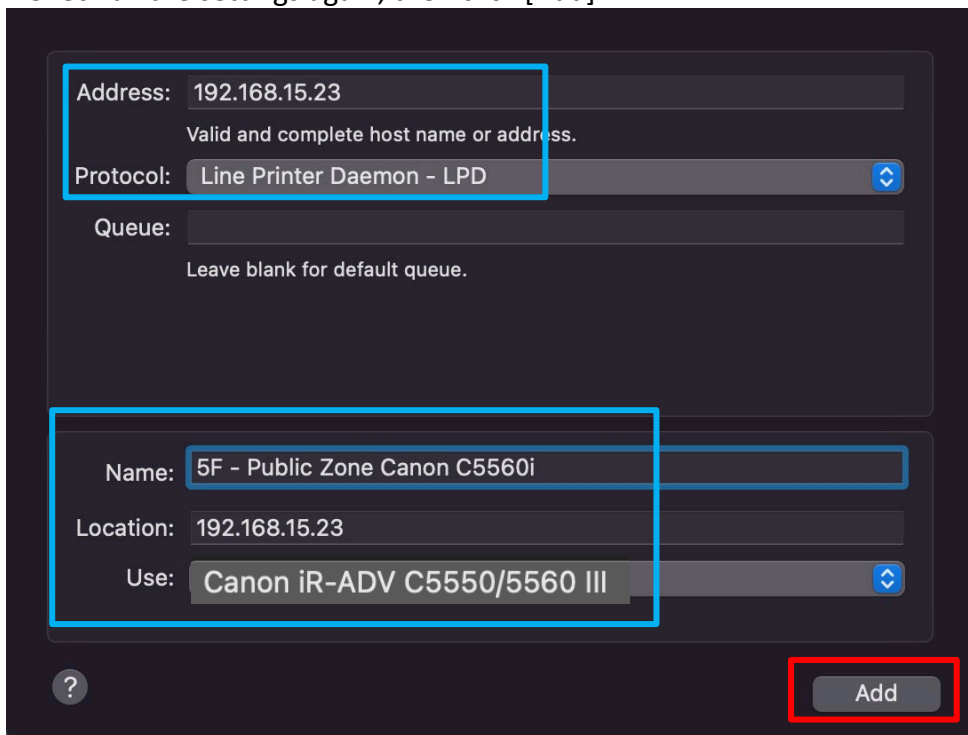 Address: 192.168.15.23
Valid and complete host name or address.
Protocol: Line Printer Daemon - LPD
Queue:
Leave blank for default queue.
Name: 5F - Public Zone Canon C5560i
Location: 192.168.15.23
Use: Canon iR-ADV C5550/5560 III
? Add